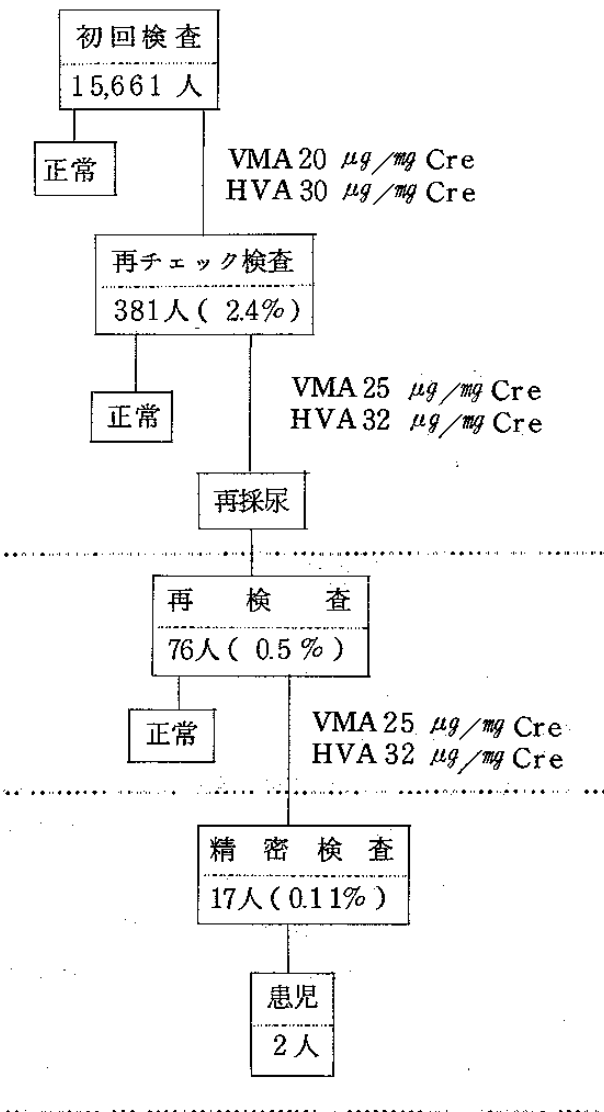 初回検査
15,661 人
正常
VMA 20 μg/mg Cre
HVA 30 μg/mg Cre
再チェック検査
381人 ( 2.4% )
正常
VMA 25 μg/mg Cre
HVA 32 μg/mg Cre
再採尿
再検査
76人 ( 0.5 % )
正常
VMA 25 μg/mg Cre
HVA 32 μg/mg Cre
精密検査
17人 ( 0.11% )
患児
2人